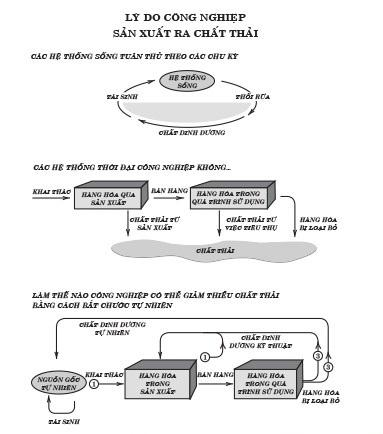 LÝ DO CÔNG NGHIỆP
SẢN XUẤT RA CHẤT THẢI
CÁC HỆ THỐNG SỐNG TUÂN THỦ THEO CÁC CHU KỲ
HỆ THỐNG
SỐNG
TÁI SINH
THỐI RỮA
CHẤT DINH DƯỠNG
CÁC HỆ THỐNG THỜI ĐẠI CÔNG NGHIỆP KHÔNG...
KHAI THÁC
HÀNG HÓA QUA
SẢN XUẤT
BÁN HÀNG
HÀNG HÓA TRONG
QUÁ TRÌNH SỬ DỤNG
CHẤT THẢI TỪ
SẢN XUẤT
CHẤT THẢI TỪ
VIỆC TIÊU THỤ
HÀNG HÓA
BỊ LOẠI BỎ
CHẤT THẢI
LÀM THẾ NÀO CÔNG NGHIỆP CÓ THỂ GIẢM THIỂU CHẤT THẢI
BẰNG CÁCH BẮT CHƯỚC TỰ NHIÊN
CHẤT DINH DƯỠNG
TỰ NHIÊN
CHẤT DINH
DƯỠNG KỸ THUẬT
1
3
3
NGUỒN GỐC
TỰ NHIÊN
1
KHAI THÁC
HÀNG HÓA
TRONG
SẢN XUẤT
BÁN HÀNG
HÀNG HÓA
TRONG QUÁ
TRÌNH SỬ DỤNG
HÀNG HÓA
BỊ LOẠI BỎ
TÁI SINH